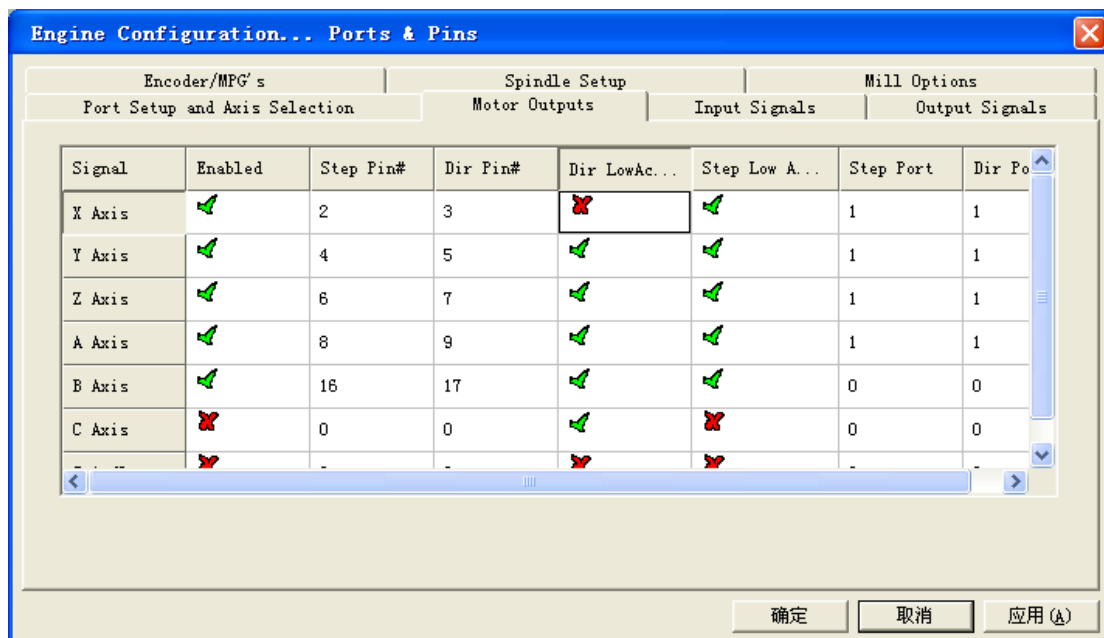 Engine Configuration... Ports & Pins
Encoder/MPG's Spindle Setup Mill Options
Port Setup and Axis Selection Motor Outputs Input Signals Output Signals
Signal Enabled Step Pin# Dir Pin# Dir LowAc... Step Low A... Step Port Dir Po
X Axis 2 3 1 1
Y Axis 4 5 1 1
Z Axis 6 7 1 1
A Axis 8 9 1 1
B Axis 16 17 0 0
C Axis 0 0 0 0
确定 取消 应用(A)